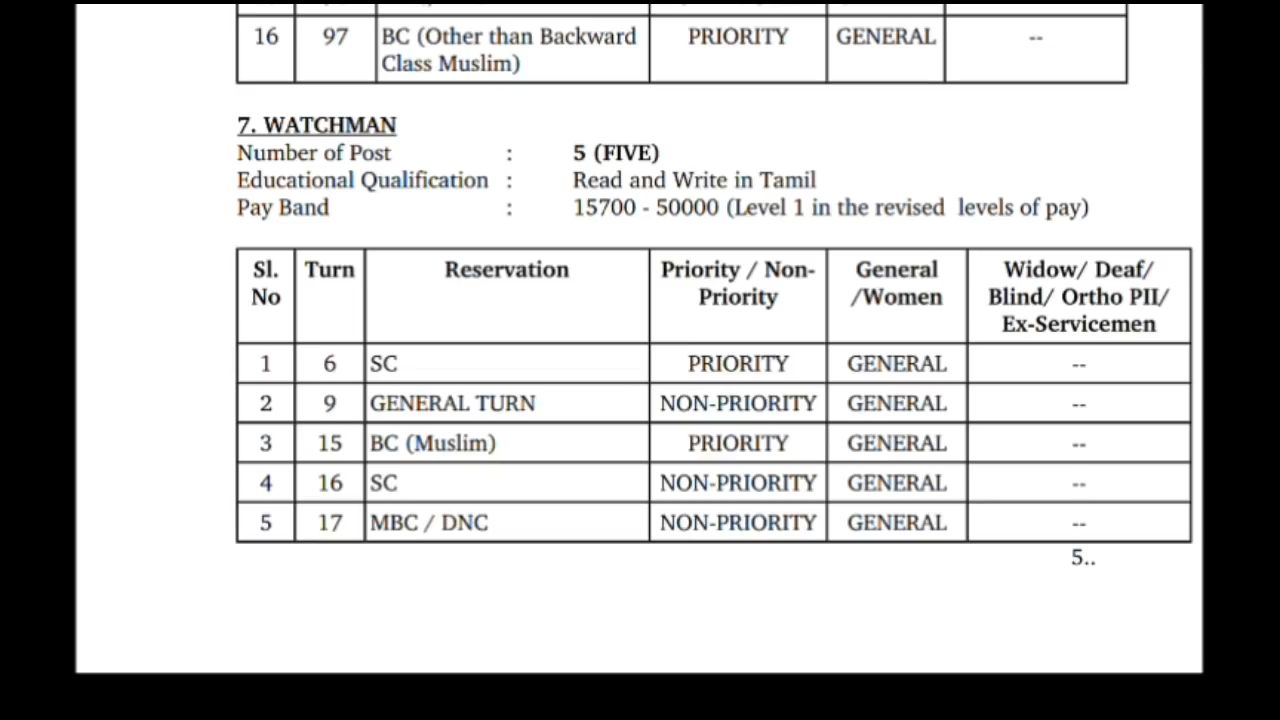 16 97 BC (Other than Backward Class Muslim) PRIORITY GENERAL --
7. WATCHMAN
Number of Post : 5 (FIVE)
Educational Qualification : Read and Write in Tamil
Pay Band : 15700 - 50000 (Level 1 in the revised levels of pay)
Sl. No Turn Reservation Priority / Non-Priority General /Women Widow/ Deaf/ Blind/ Ortho PII/ Ex-Servicemen
1 6 SC PRIORITY GENERAL --
2 9 GENERAL TURN NON-PRIORITY GENERAL --
3 15 BC (Muslim) PRIORITY GENERAL --
4 16 SC NON-PRIORITY GENERAL --
5 17 MBC / DNC NON-PRIORITY GENERAL --
5..